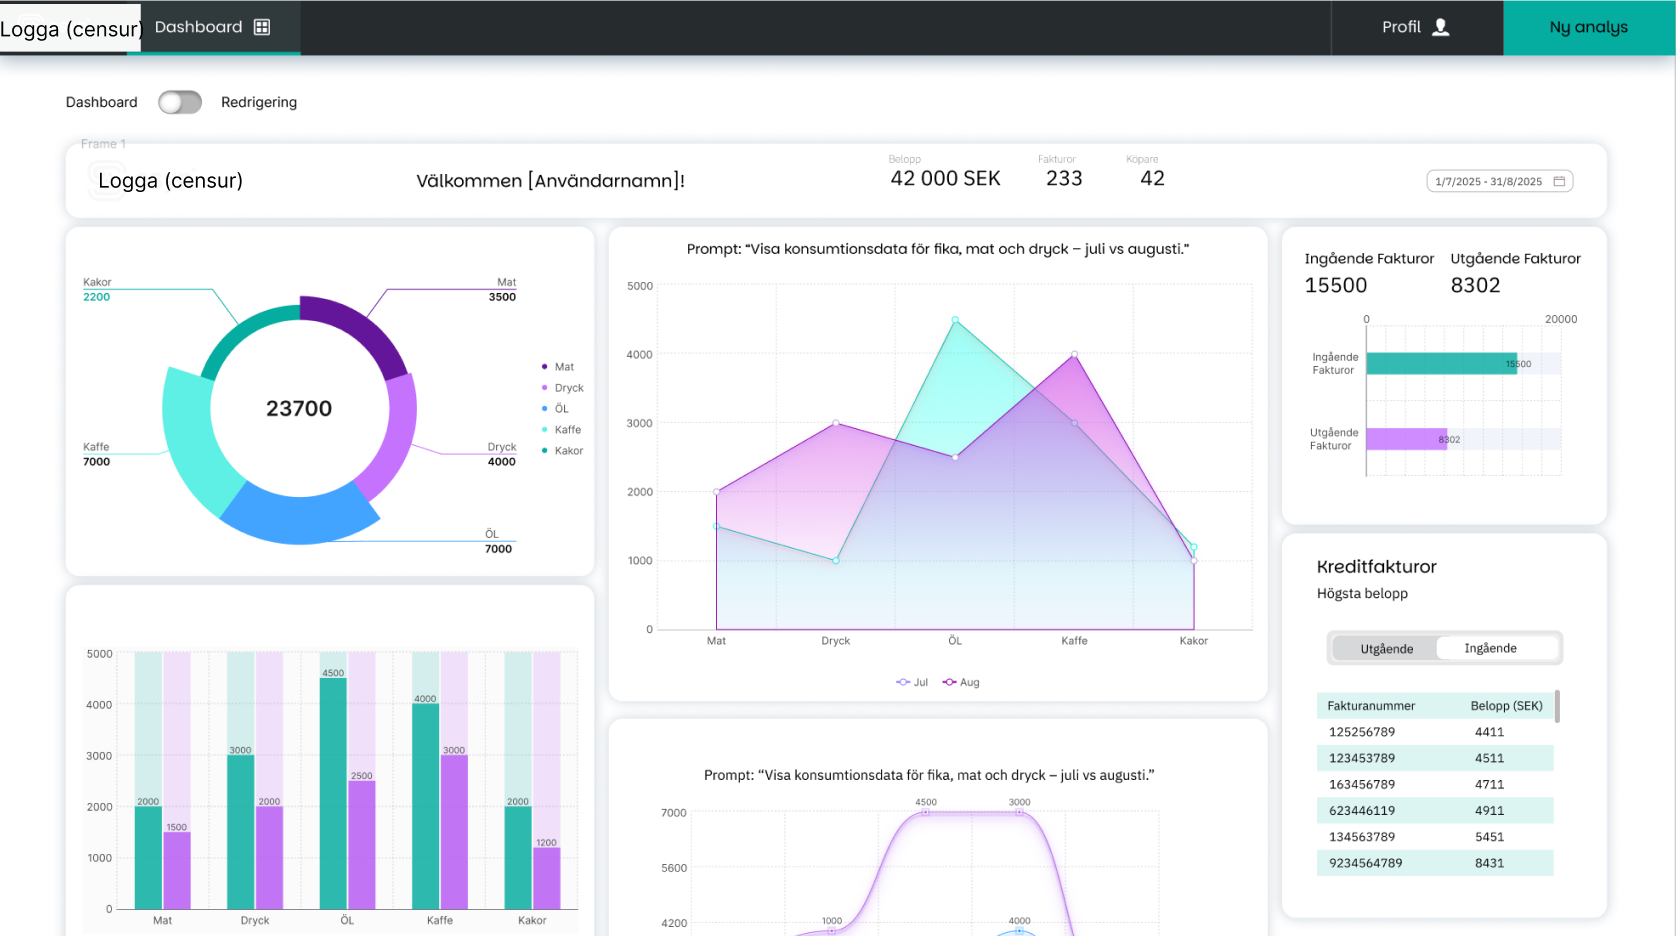 Logga (censur)
Dashboard
Profil
Ny analys
Dashboard
Redrigering
Frame 1
Logga (censur)
Välkommen [Användarnamn]!
Belopp
42 000 SEK
Fakturor
233
Köpare
42
1/7/2025 - 31/8/2025
Kakor
2200
Mat
3500
Kaffe
7000
23700
Dryck
4000
ÖL
7000
Mat
Dryck
ÖL
Kaffe
Kakor
Prompt: “Visa konsumtionsdata för fika, mat och dryck – juli vs augusti.”
5000
4000
3000
2000
1000
0
Mat
Dryck
ÖL
Kaffe
Kakor
Jul
Aug
Ingående Fakturor
15500
Utgående Fakturor
8302
0
20000
Ingående
Fakturor
15500
Utgående
Fakturor
8302
Kreditfakturor
Högsta belopp
Utgående
Ingående
Fakturanummer Belopp (SEK)
125256789 4411
123453789 4511
163456789 4711
623446119 4911
134563789 5451
9234564789 8431
5000
4000
3000
2000
1000
0
2000
1500
3000
2000
4500
2500
4000
3000
2000
1200
Mat
Dryck
ÖL
Kaffe
Kakor
Prompt: “Visa konsumtionsdata för fika, mat och dryck – juli vs augusti.”
7000
5600
4200
4500
3000
1000
4000